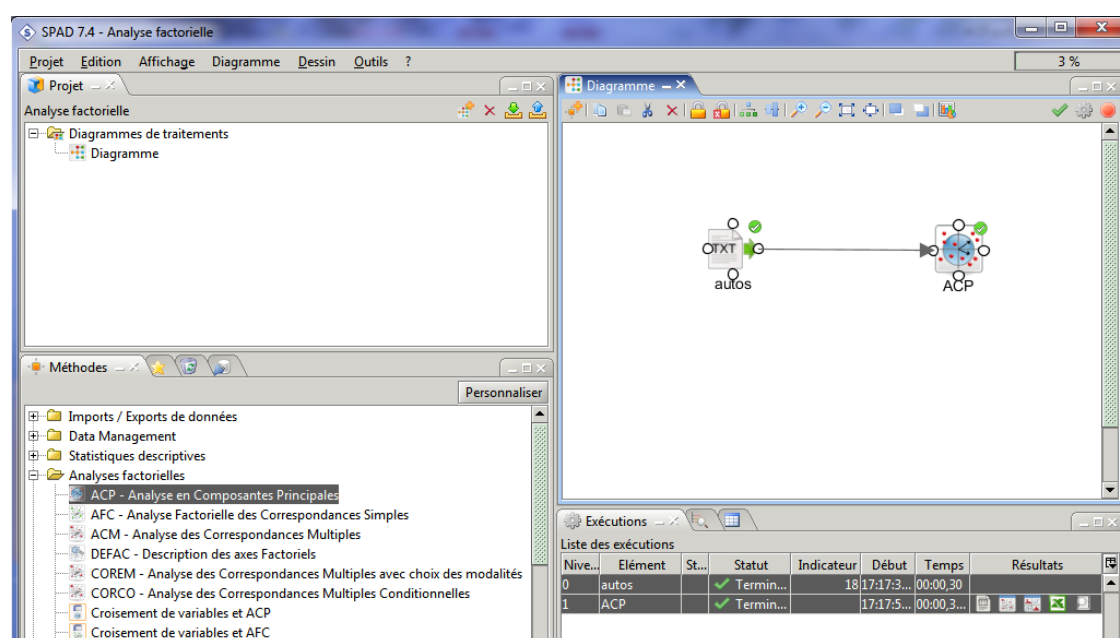 SPAD 7.4 - Analyse factorielle
Projet Edition Affichage Diagramme Dessin Outils ?
3 %
Projet
Analyse factorielle
Diagrammes de traitements
Diagramme
Diagramme
TXT
autos
ACP
Méthodes
Personnaliser
Imports / Exports de données
Data Management
Statistiques descriptives
Analyses factorielles
ACP - Analyse en Composantes Principales
AFC - Analyse Factorielle des Correspondances Simples
ACM - Analyse des Correspondances Multiples
DEFAC - Description des axes Factoriels
COREM - Analyse des Correspondances Multiples avec choix des modalités
CORCO - Analyse des Correspondances Multiples Conditionnelles
Croisement de variables et ACP
Croisement de variables et AFC
Exécutions
Liste des exécutions
Nive... Elément St... Statut Indicateur Début Temps Résultats
0 autos Termin... 18 17:17:3... 00:00,30
1 ACP Termin... 17:17:5... 00:00,3...